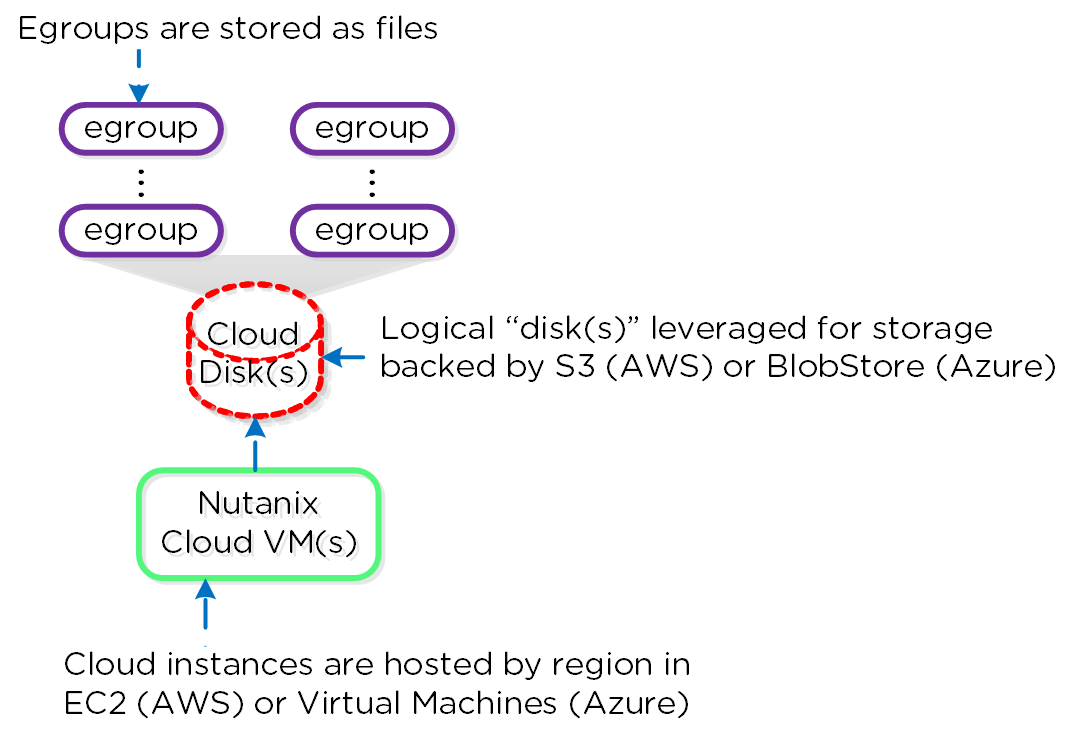 Egroups are stored as files
egroup
egroup
egroup
egroup
Cloud
Disk(s)
Logical “disk(s)” leveraged for storage
backed by S3 (AWS) or BlobStore (Azure)
Nutanix
Cloud VM(s)
Cloud instances are hosted by region in
EC2 (AWS) or Virtual Machines (Azure)